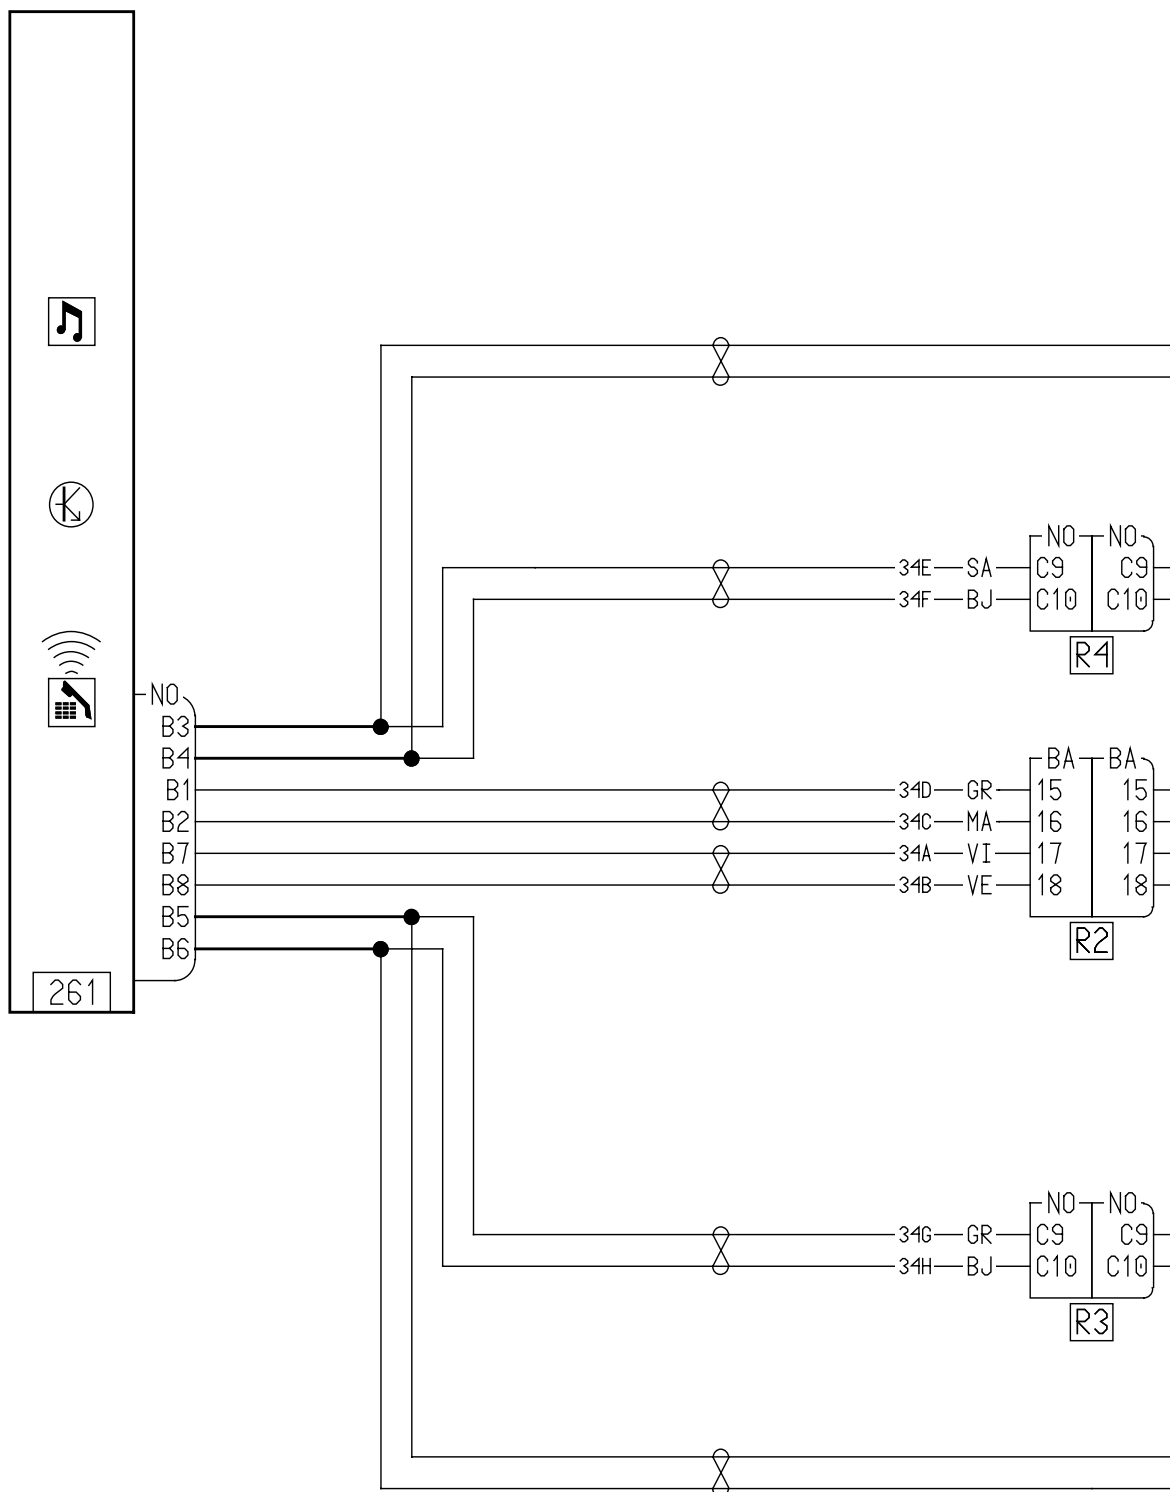 34E SA NO NO
C9 C9
34F BJ C10 C10
R4
NO
B3
B4 BA BA
B1 34D GR 15 15
B2 34C MA 16 16
B7 34A VI 17 17
B8 34B VE 18 18
B5
B6 R2
261
NO NO
34G GR C9 C9
34H BJ C10 C10
R3